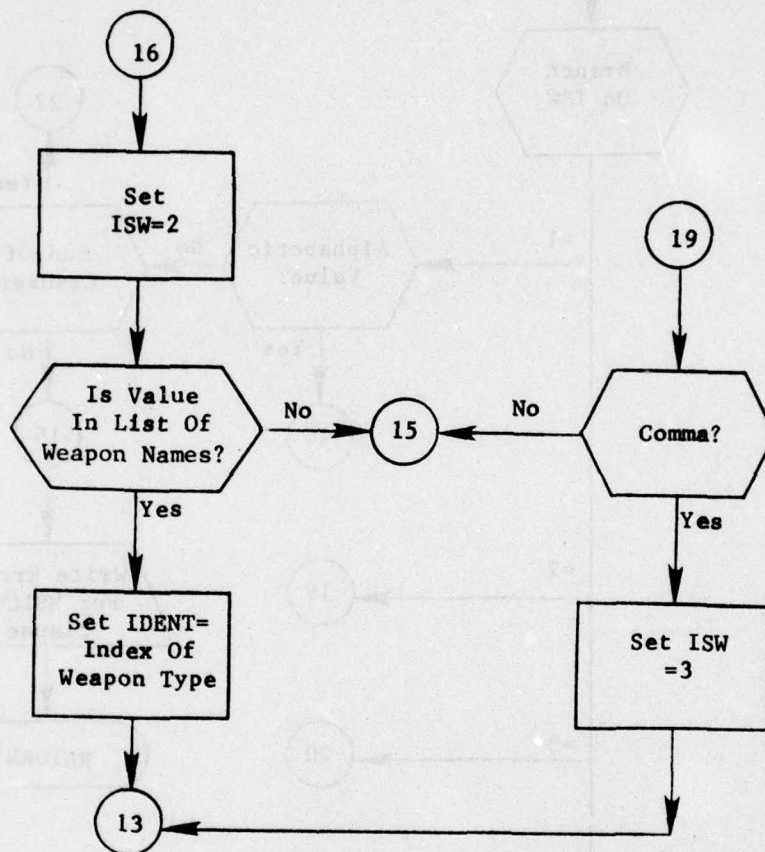 16
Set
ISW=2
19
Is Value
In List Of
Weapon Names?
No
15
No
Comma?
Yes
Yes
Set IDENT=
Index Of
Weapon Type
Set ISW
=3
13